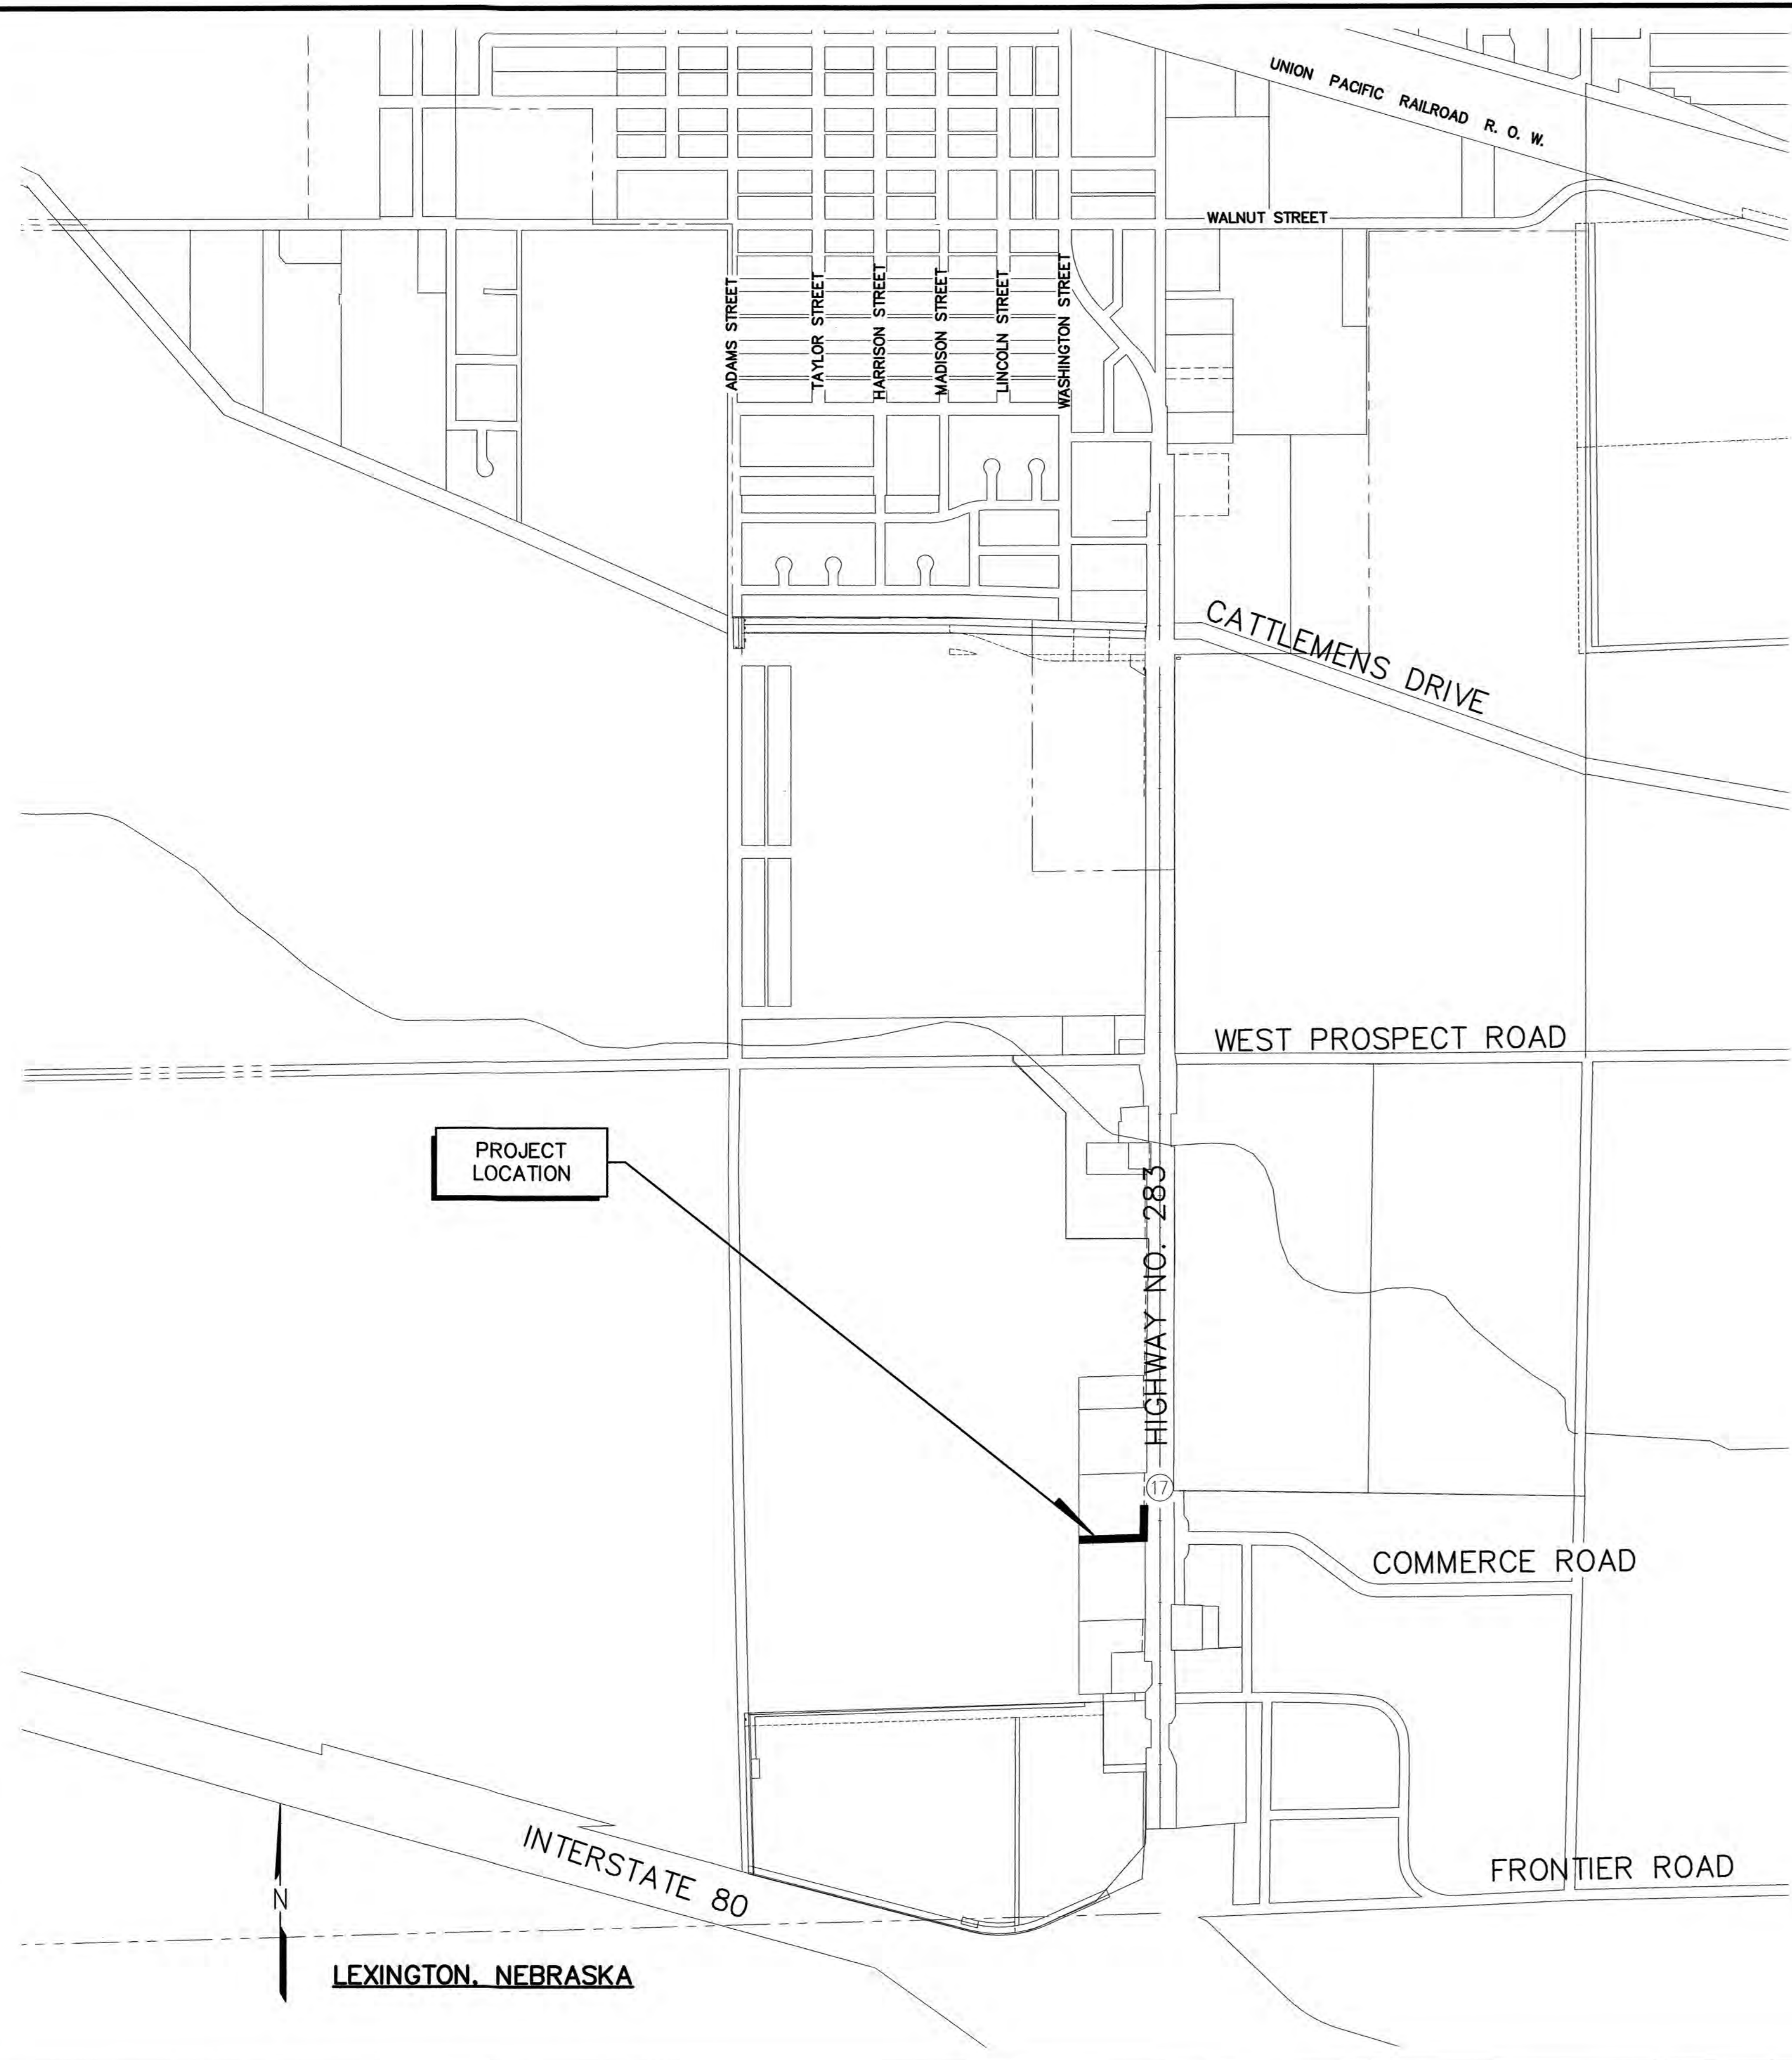 UNION PACIFIC RAILROAD R. O. W.
WALNUT STREET
ADAMS STREET
TAYLOR STREET
HARRISON STREET
MADISON STREET
LINCOLN STREET
WASHINGTON STREET
CATTLEMENS DRIVE
WEST PROSPECT ROAD
PROJECT
LOCATION
HIGHWAY NO. 283
17
COMMERCE ROAD
INTERSTATE 80
FRONTIER ROAD
N
LEXINGTON, NEBRASKA